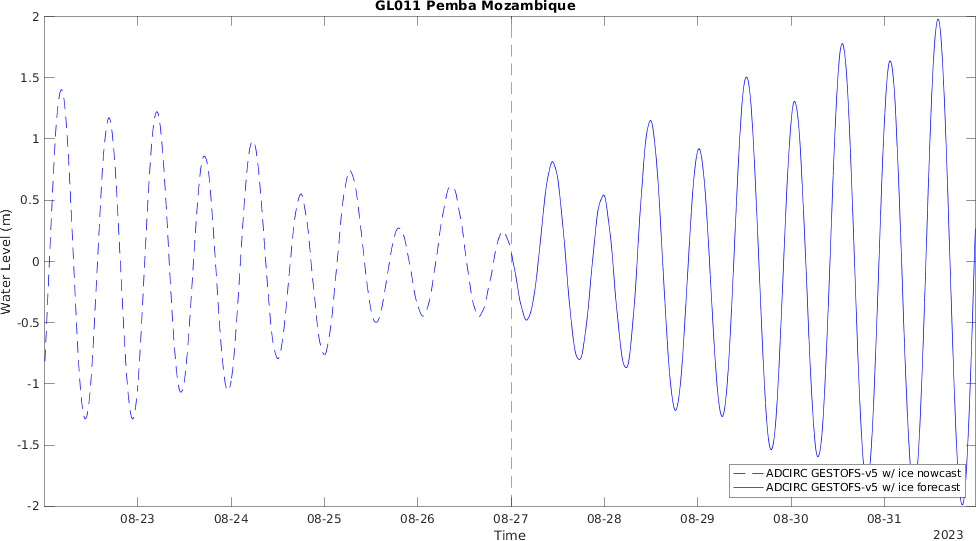 GL011 Pemba Mozambique
2
1.5
1
0.5
0
-0.5
-1
-1.5
-2
Water Level (m)
ADCIRC GESTOFS-v5 w/ ice nowcast
ADCIRC GESTOFS-v5 w/ ice forecast
08-23 08-24 08-25 08-26 08-27 08-28 08-29 08-30 08-31
Time
2023